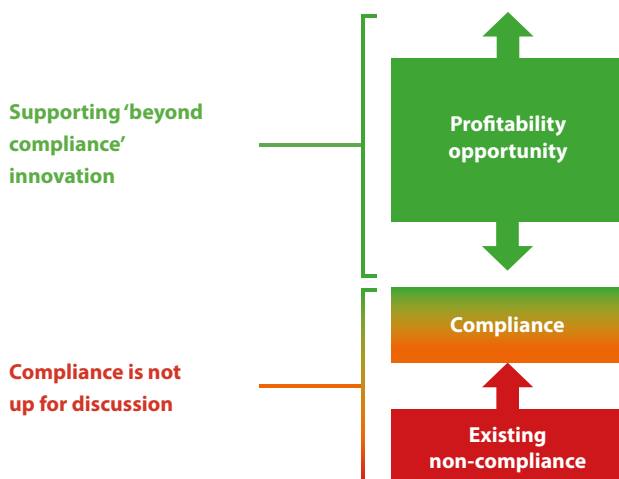 Supporting ‘beyond
compliance’
innovation
Profitability
opportunity
Compliance
Compliance is not
up for discussion
Existing
non-compliance